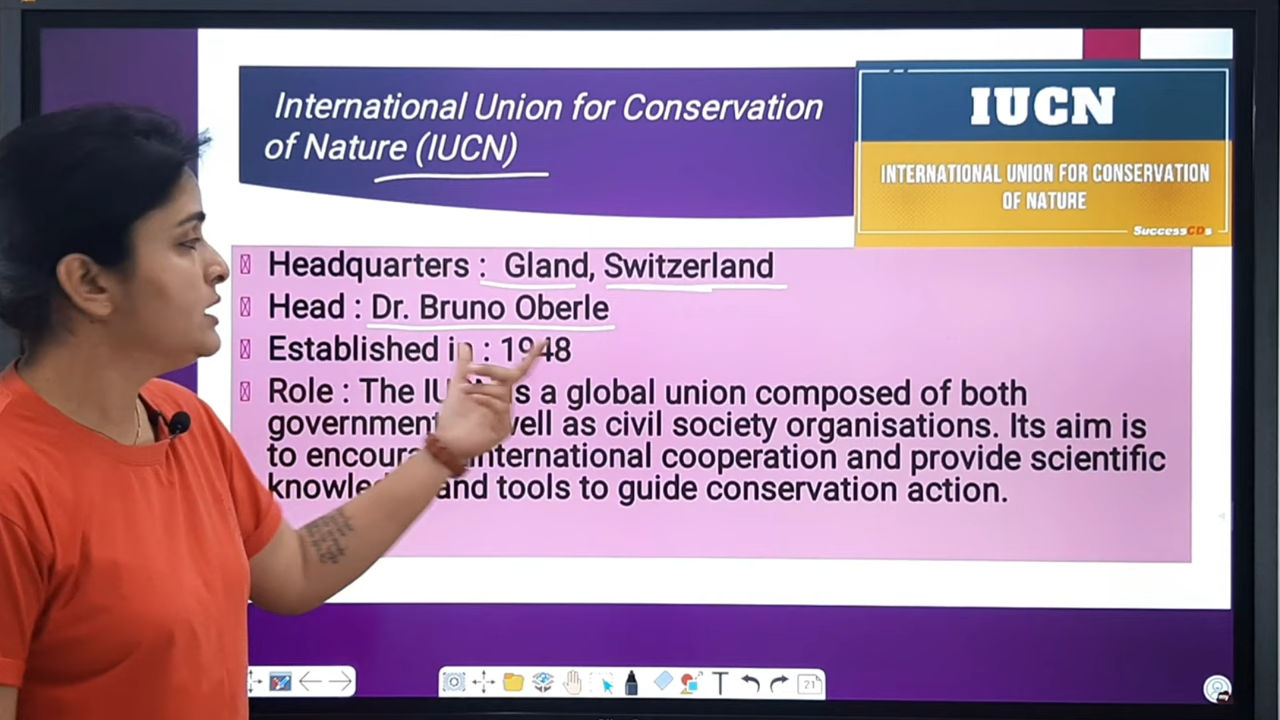 International Union for Conservation
of Nature (IUCN)
IUCN
INTERNATIONAL UNION FOR CONSERVATION
OF NATURE
SuccessCDs
Headquarters : Gland, Switzerland
Head : Dr. Bruno Oberle
Established in : 1948
Role : The IU is a global union composed of both
government well as civil society organisations. Its aim is
to encour international cooperation and provide scientific
knowle and tools to guide conservation action.
T
21